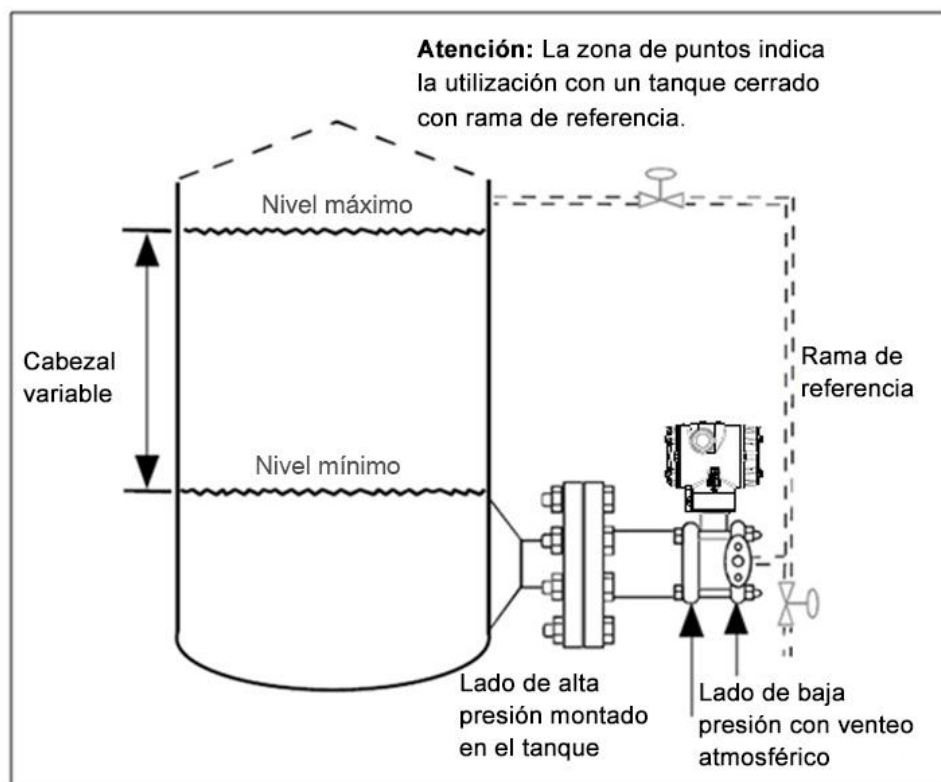 Atención: La zona de puntos indica
la utilización con un tanque cerrado
con rama de referencia.
Nivel máximo
Cabezal
variable
Rama de
referencia
Nivel mínimo
Lado de alta
presión montado
en el tanque
Lado de baja
presión con venteo
atmosférico